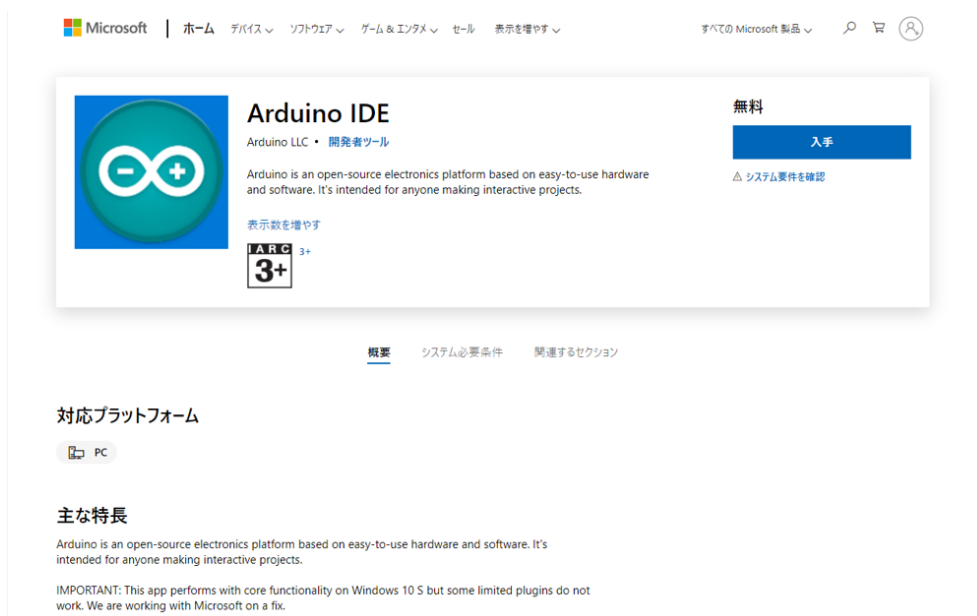 Microsoft ホーム デバイス ソフトウェア ゲーム & エンタメ セール 表示を増やす すべての Microsoft 製品
Arduino IDE
Arduino LLC • 開発者ツール
Arduino is an open-source electronics platform based on easy-to-use hardware
and software. It's intended for anyone making interactive projects.
表示数を増やす
IARC
3+
3+
無料
入手
システム要件を確認
概要 システム必要条件 関連するセクション
対応プラットフォーム
PC
主な特長
Arduino is an open-source electronics platform based on easy-to-use hardware and software. It's
intended for anyone making interactive projects.
IMPORTANT: This app performs with core functionality on Windows 10 S but some limited plugins do not
work. We are working with Microsoft on a fix.